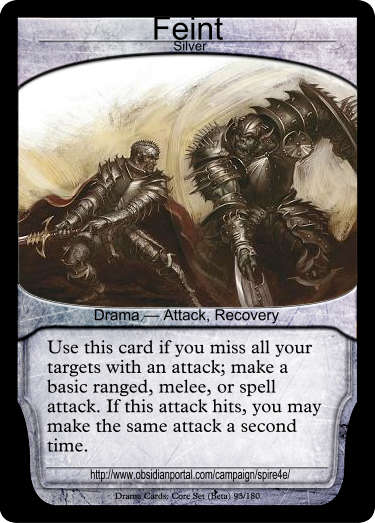 Feint
Silver
Drama — Attack, Recovery
Use this card if you miss all your
targets with an attack; make a
basic ranged, melee, or spell
attack. If this attack hits, you may
make the same attack a second
time.
http://www.obsidianportal.com/campaign/spire4e/
Drama Cards: Core Set (Beta) 95/180